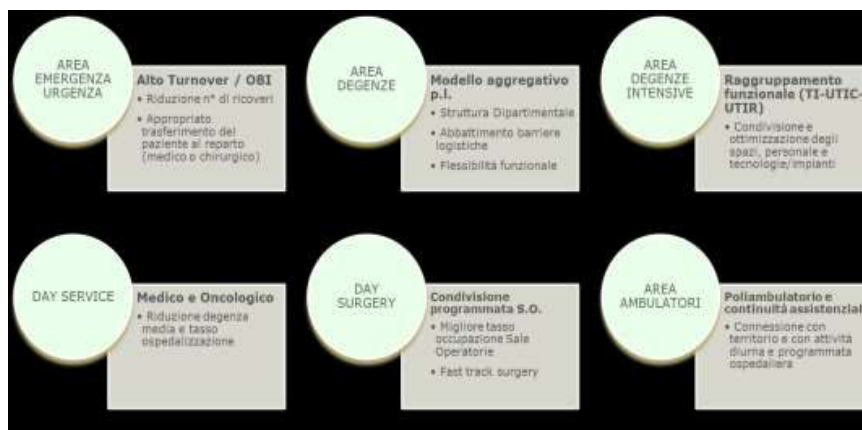 AREA
EMERGENZA
URGENZA
Alto Turnover / OBI
• Riduzione n° di ricoveri
• Appropriato
trasferimento del
paziente al reparto
(medico o chirurgico)
AREA
DEGENZE
Modello aggregativo
p.l.
• Struttura Dipartimentale
• Abbattimento barriere
logistiche
• Flessibilità funzionale
AREA
DEGENZE
INTENSIVE
Raggruppamento
funzionale (TI-UTIC-
UTIR)
• Condivisione e
ottimizzazione degli
spazi, personale e
tecnologie/impianti
DAY SERVICE
Medico e Oncologico
• Riduzione degenza
media e tasso
ospedalizzazione
DAY
SURGERY
Condivisione
programmata S.O.
• Migliore tasso
occupazione Sale
Operatorie
• Fast track surgery
AREA
AMBULATORI
Poliambulatorio e
continuità assistenzial
• Connessione con
territorio e con attività
diurna e programmata
ospedaliera